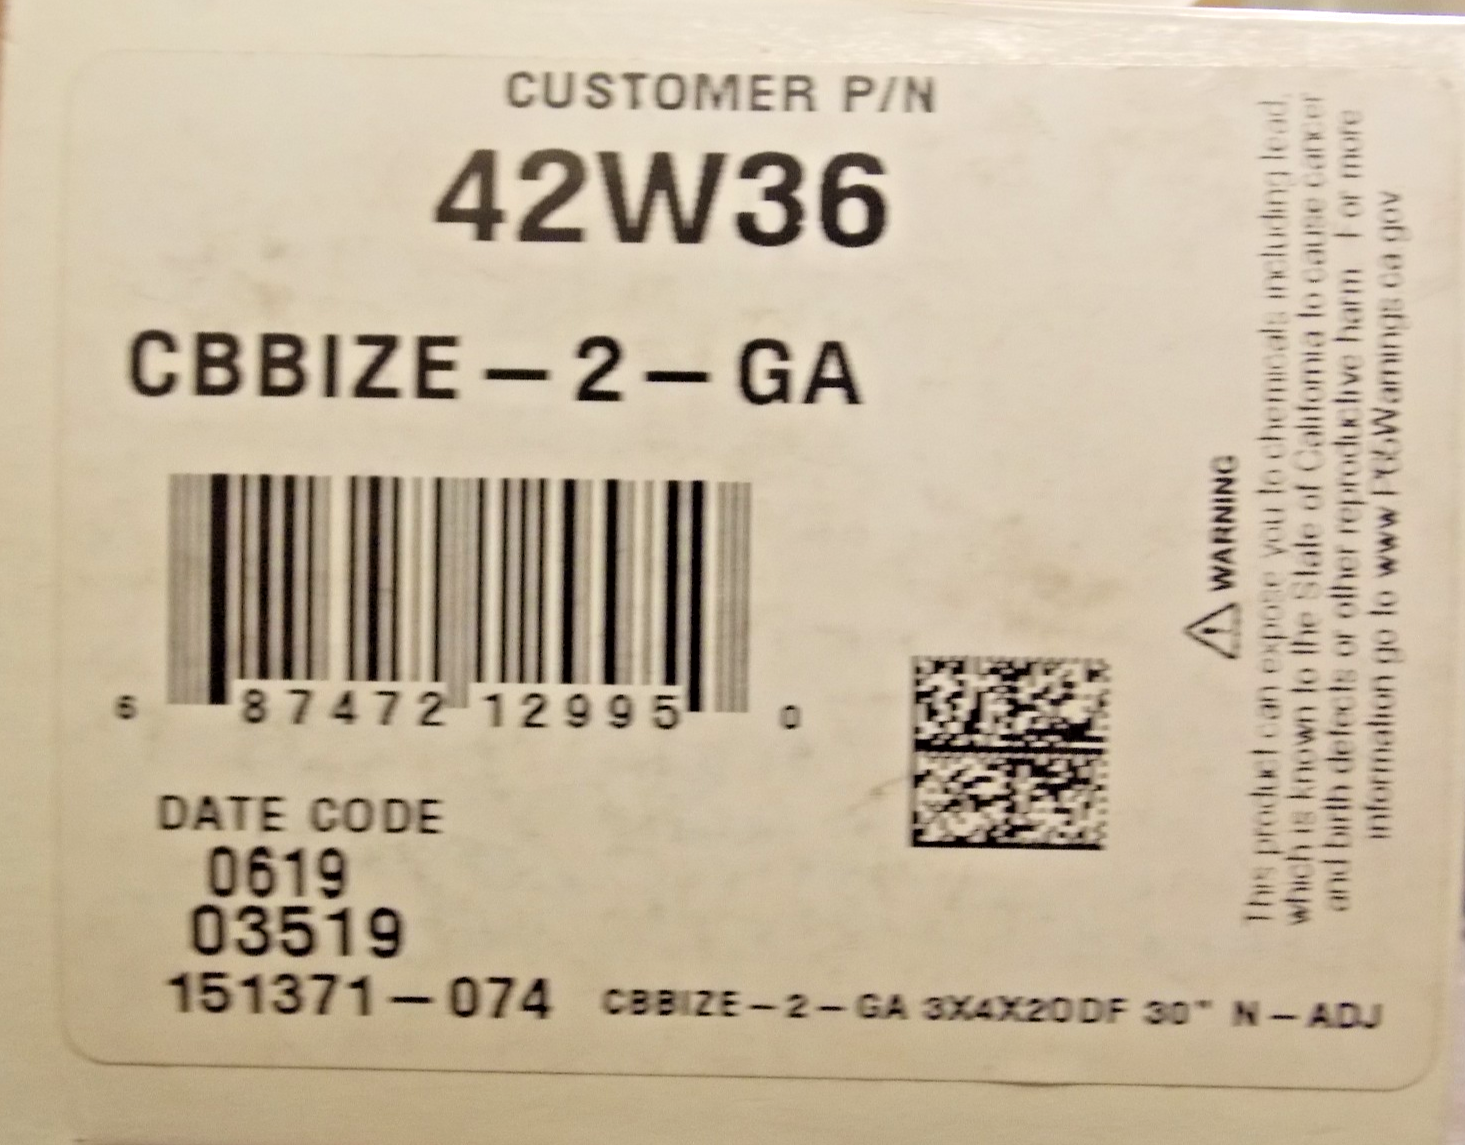 CUSTOMER P/N
42W36
CBBIZE-2-GA
6 87472 12995 0
DATE CODE
0619
03519
151371-074 CBBIZE-2-GA 3X4X20DF 30" N-ADJ
WARNING
This product can expose you to chemicals including lead,
which is known to the State of California to cause cancer
and birth defects or other reproductive harm. For more
information go to www.P65Warnings.ca.gov